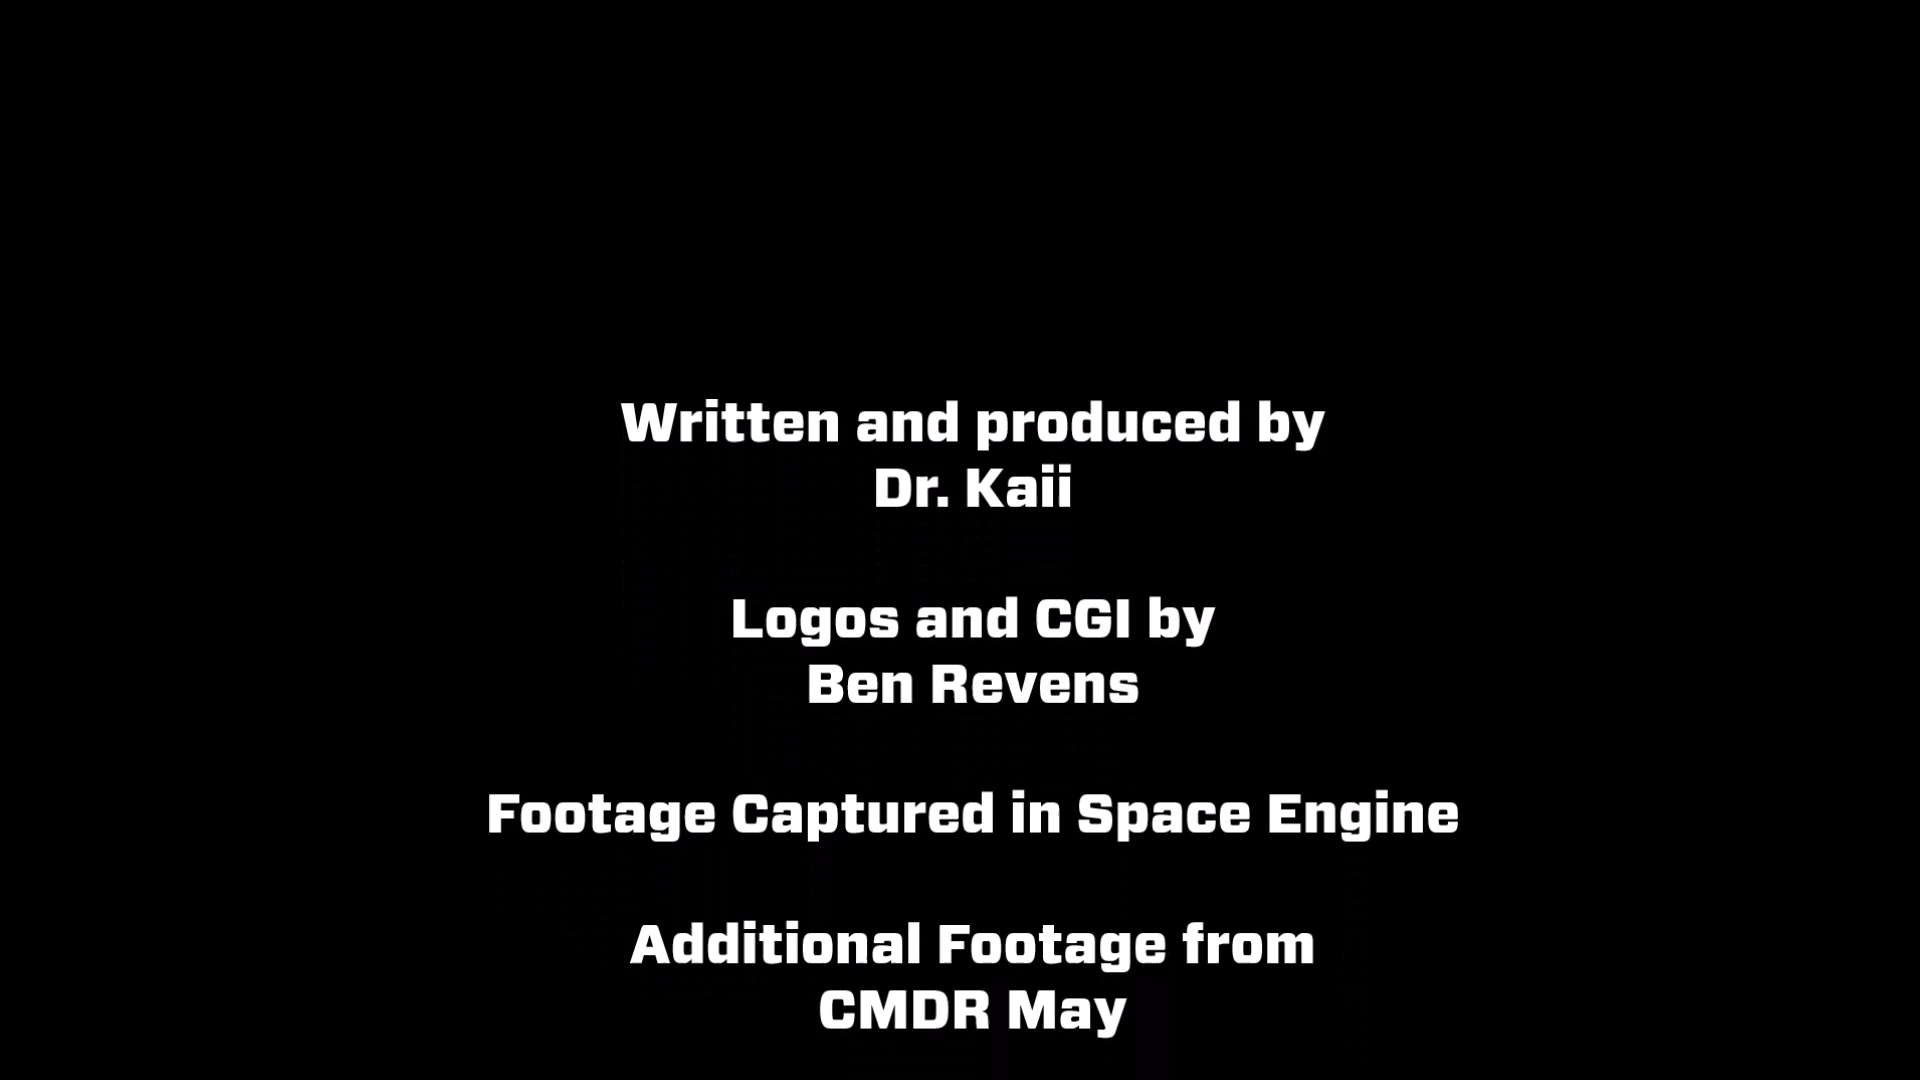 Written and produced by
Dr. Kaii
Logos and CGI by
Ben Revens
Footage Captured in Space Engine
Additional Footage from
CMDR May